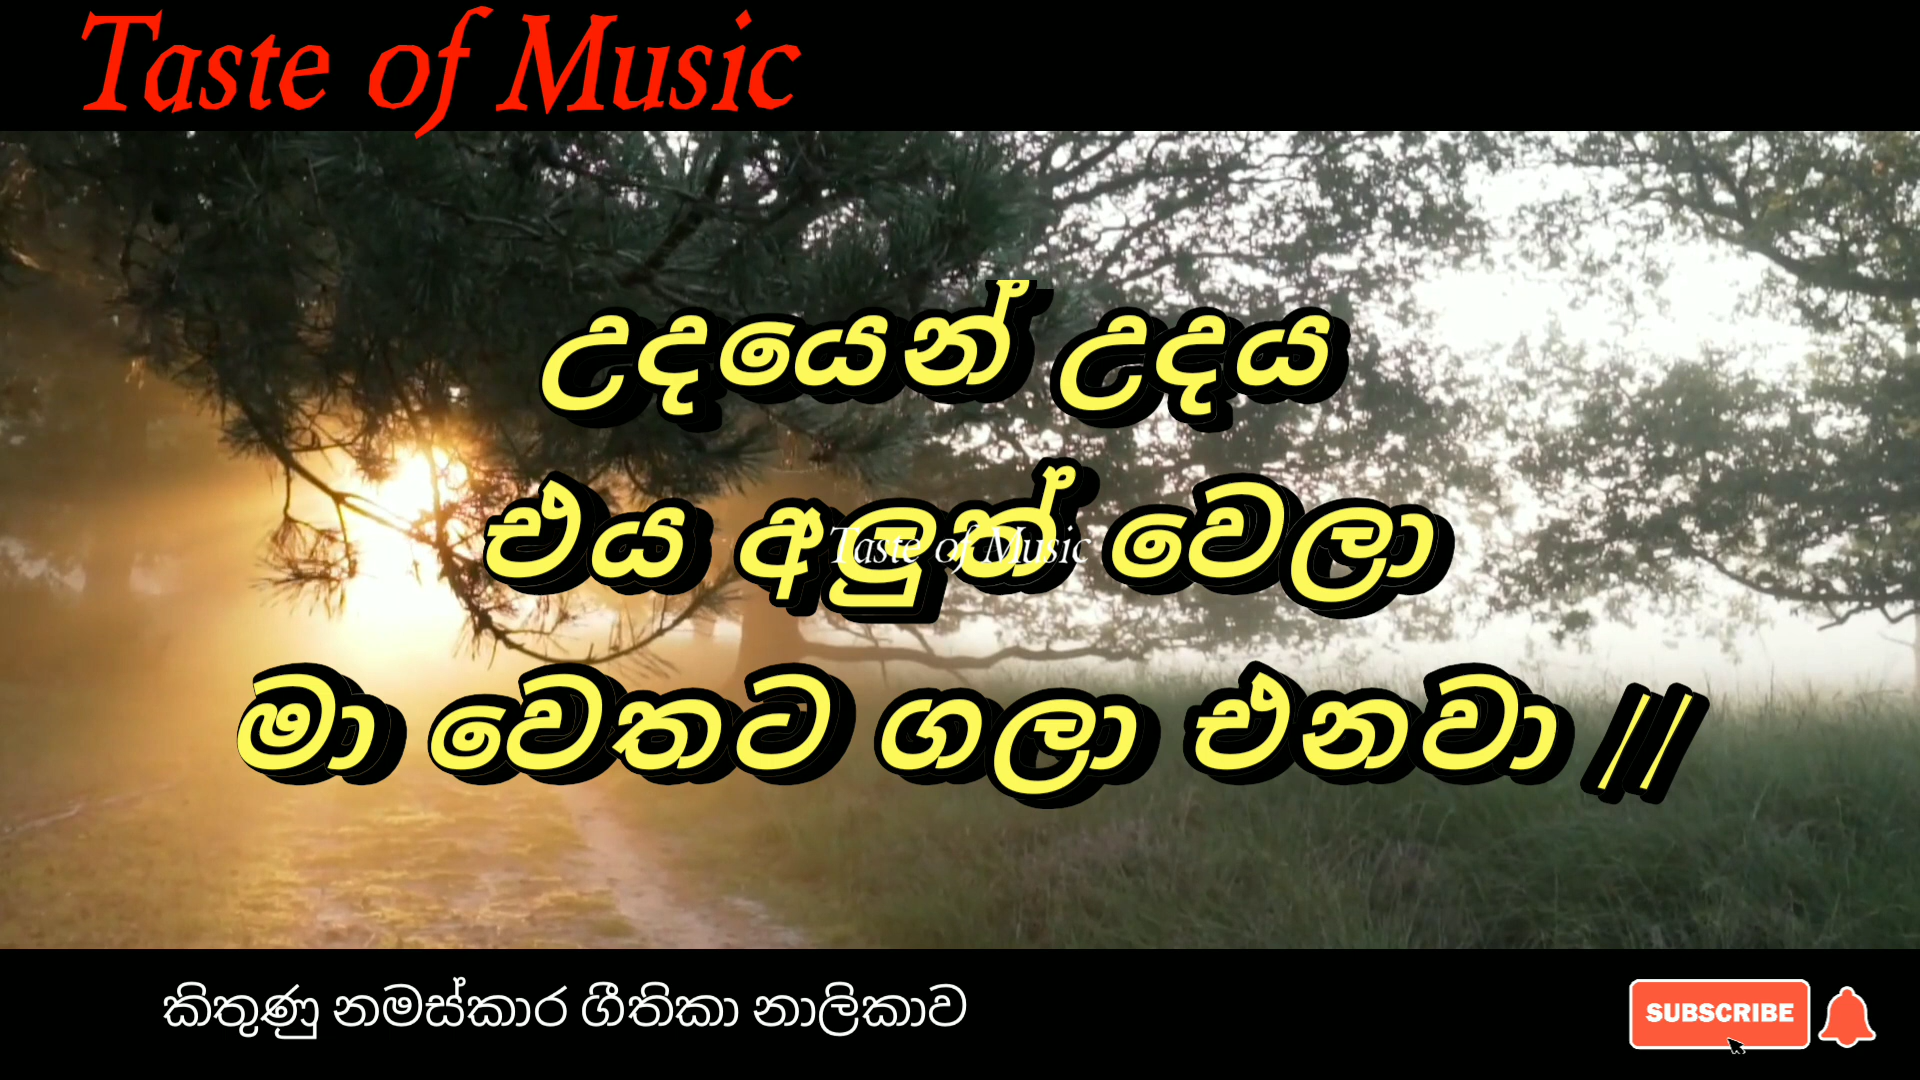 Taste of Music
උදයෙන් උදය
එය අලුත් වෙලා
Taste of Music
මා වෙතට ගලා එනවා ||
කිතුණු නමස්කාර ගීතිකා නාලිකාව
SUBSCRIBE